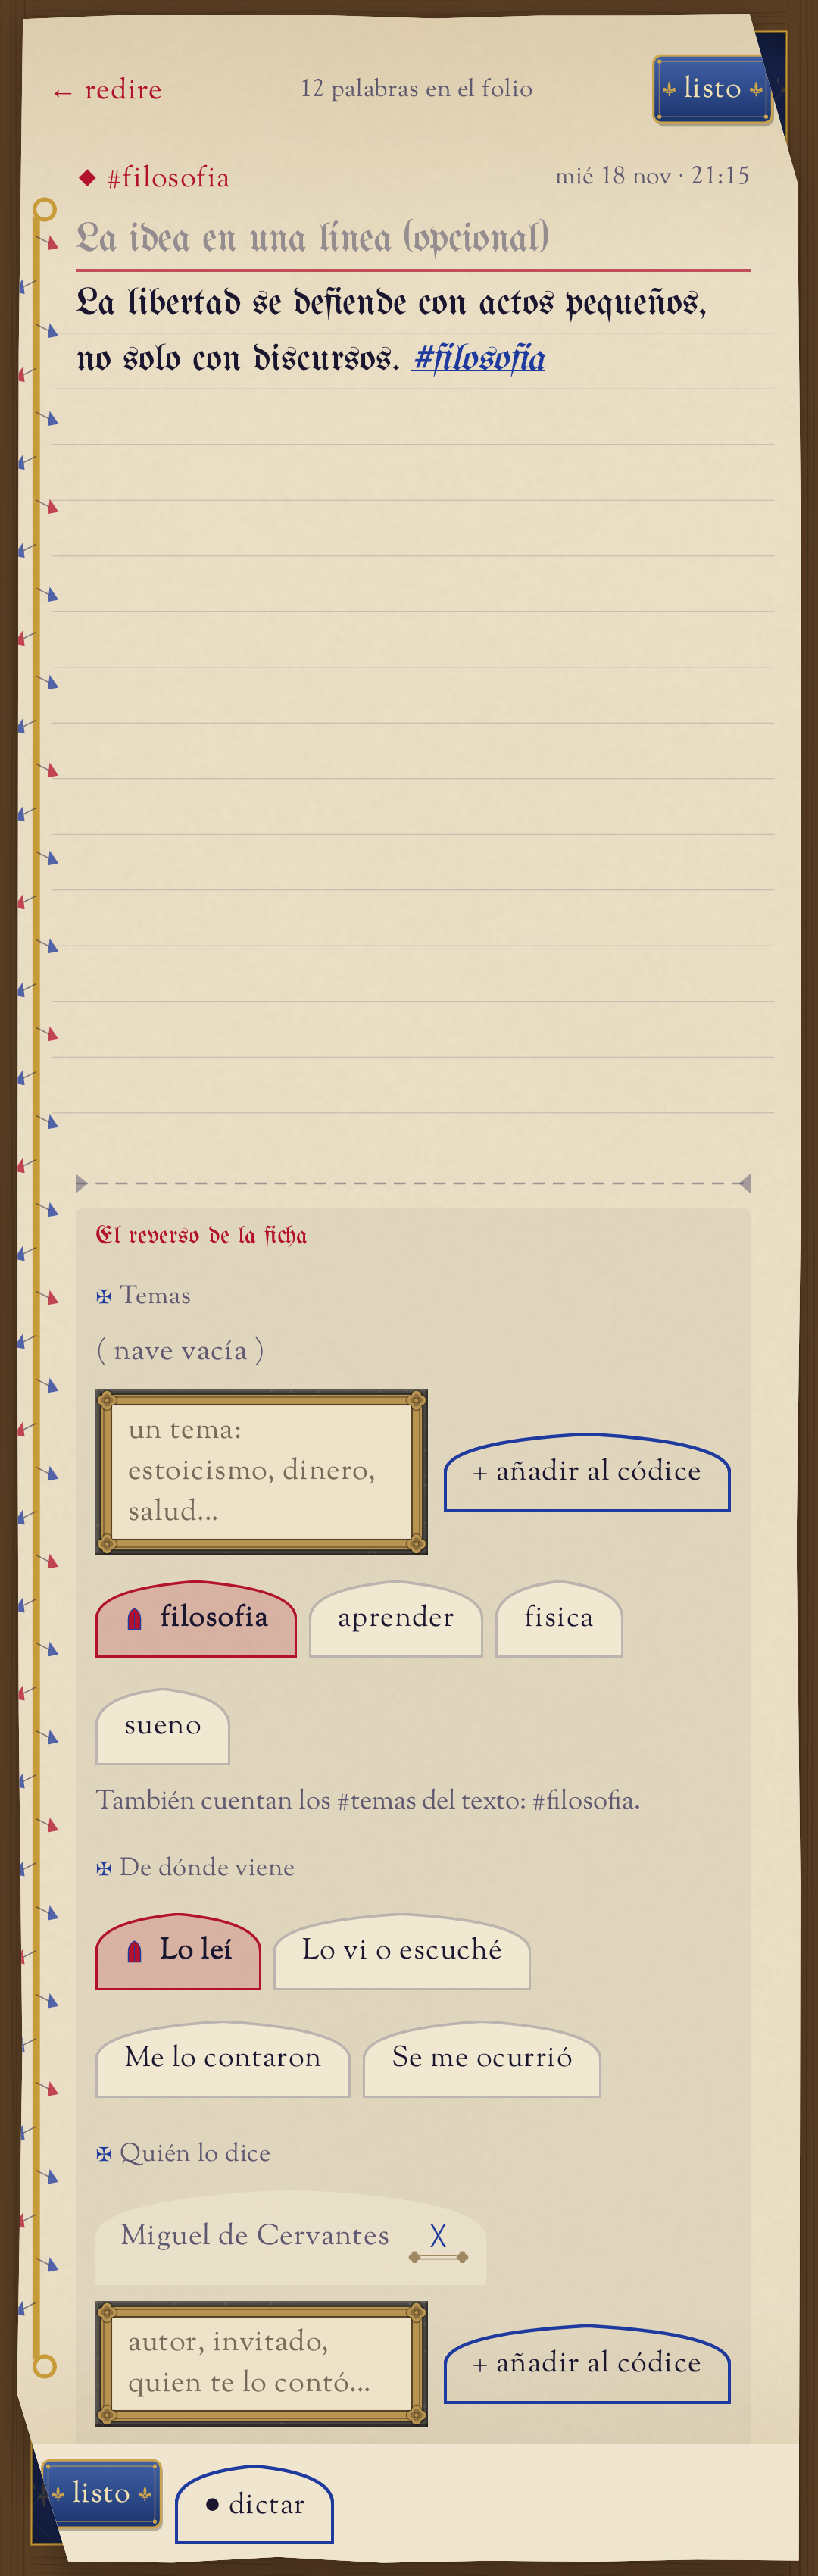 ← redire
12 palabras en el folio
listo
◆ #filosofia
mié 18 nov · 21:15
La idea en una línea (opcional)
La libertad se defiende con actos pequeños,
no solo con discursos. #filosofia
El reverso de la ficha
✠ Temas
( nave vacía )
un tema:
estoicismo, dinero,
salud...
+ añadir al códice
filosofia
aprender
fisica
sueno
También cuentan los #temas del texto: #filosofia.
✠ De dónde viene
Lo leí
Lo vi o escuché
Me lo contaron
Se me ocurrió
✠ Quién lo dice
Miguel de Cervantes
X
autor, invitado,
quien te lo contó...
+ añadir al códice
listo
● dictar